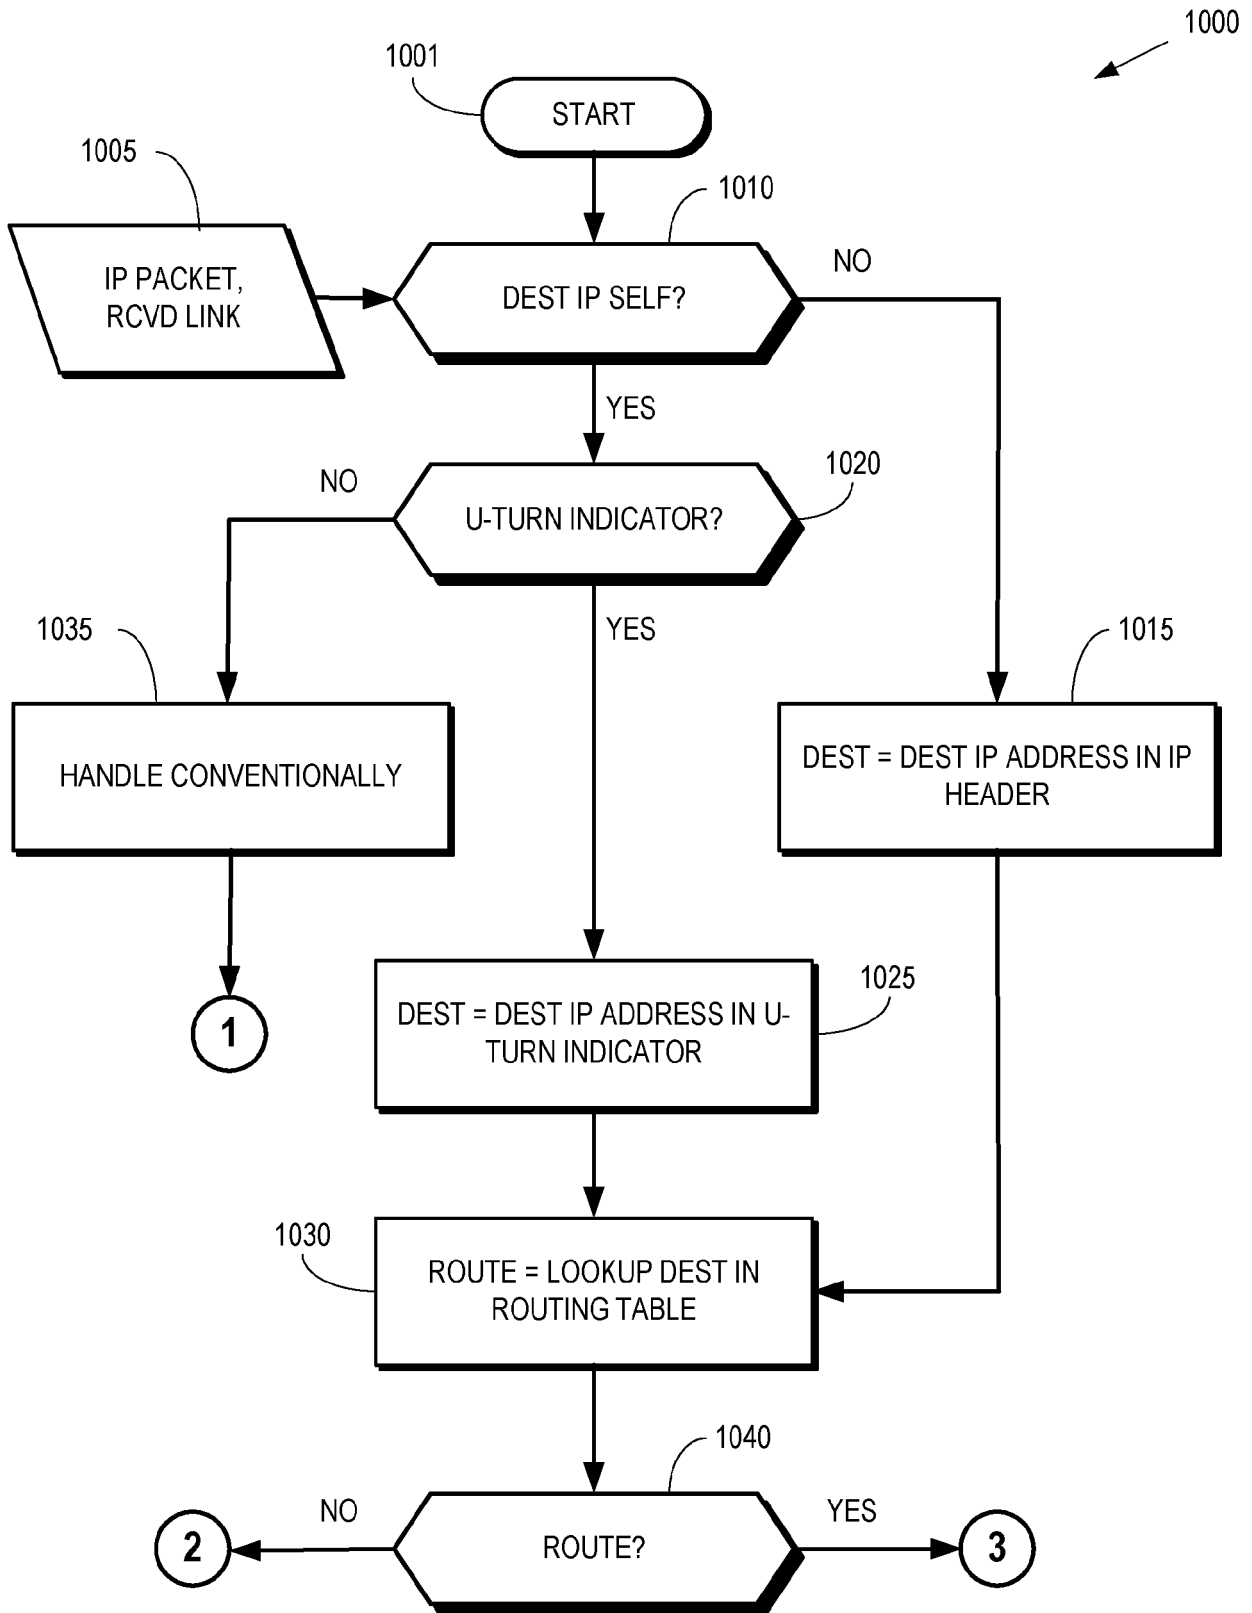 1000
1001
START
1005
1010
IP PACKET,
RCVD LINK
DEST IP SELF?
NO
YES
1020
NO
U-TURN INDICATOR?
YES
1035
1015
HANDLE CONVENTIONALLY
DEST = DEST IP ADDRESS IN IP
HEADER
1025
DEST = DEST IP ADDRESS IN U-
TURN INDICATOR
1
1030
ROUTE = LOOKUP DEST IN
ROUTING TABLE
1040
NO
YES
2
ROUTE?
3